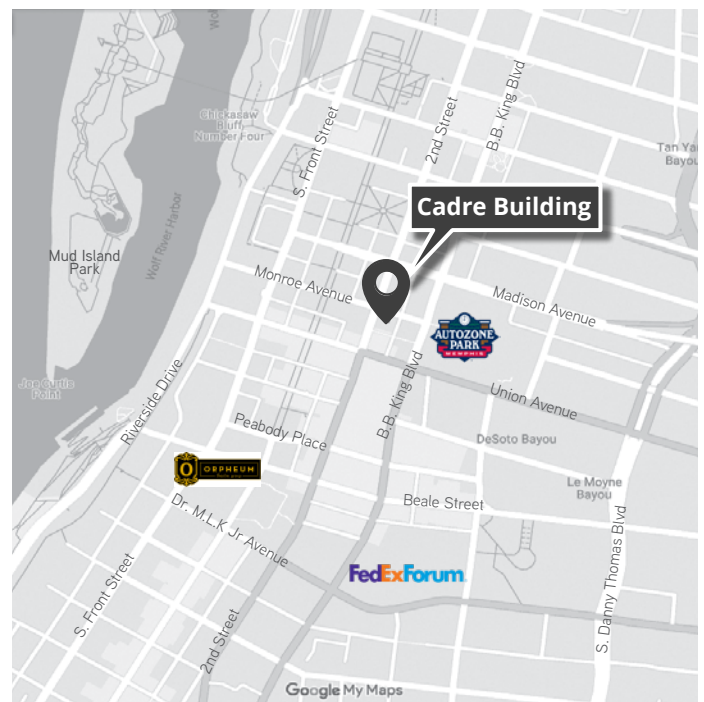 Wol
Chickasaw
Bluff,
Number Four
S. Front Street
2nd Street
B.B. King Blvd
Tan Ya
Bayou
Cadre Building
Mud Island
Park
Wolf River Harbor
Monroe Avenue
Madison Avenue
AUTOZONE
PARK
MEMPHIS
Joe Curtis
Point
Riverside Drive
B.B. King Blvd
Union Avenue
Peabody Place
DeSoto Bayou
O ORPHEUM
Le Moyne
Bayou
Beale Street
Dr. M.L.K Jr Avenue
FedExForum
S. Danny Thomas Blvd
S. Front Street
2nd Street
Google My Maps